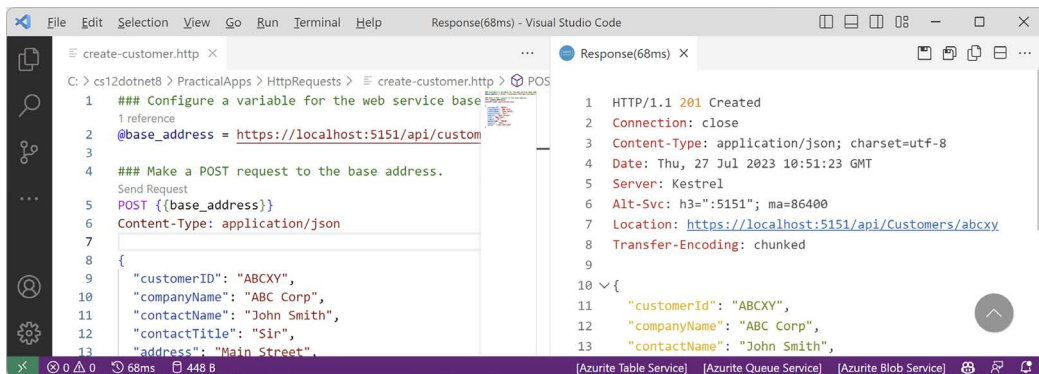 File Edit Selection View Go Run Terminal Help Response(68ms) - Visual Studio Code
create-customer.http
C: > cs12dotnet8 > PracticalApps > HttpRequests > create-customer.http > POS
1 ### Configure a variable for the web service base
1 reference
2 @base_address = https://localhost:5151/api/custom
3
4 ### Make a POST request to the base address.
Send Request
5 POST {{base_address}}
6 Content-Type: application/json
7
8 {
9 "customerID": "ABCXY",
10 "companyName": "ABC Corp",
11 "contactName": "John Smith",
12 "contactTitle": "Sir",
13 "address": "Main Street",
Response(68ms)
1 HTTP/1.1 201 Created
2 Connection: close
3 Content-Type: application/json; charset=utf-8
4 Date: Thu, 27 Jul 2023 10:51:23 GMT
5 Server: Kestrel
6 Alt-Svc: h3=":5151"; ma=86400
7 Location: https://localhost:5151/api/Customers/abcxy
8 Transfer-Encoding: chunked
9
10 {
11 "customerId": "ABCXY",
12 "companyName": "ABC Corp",
13 "contactName": "John Smith",
0 0 68ms 448 B [Azurite Table Service] [Azurite Queue Service] [Azurite Blob Service]